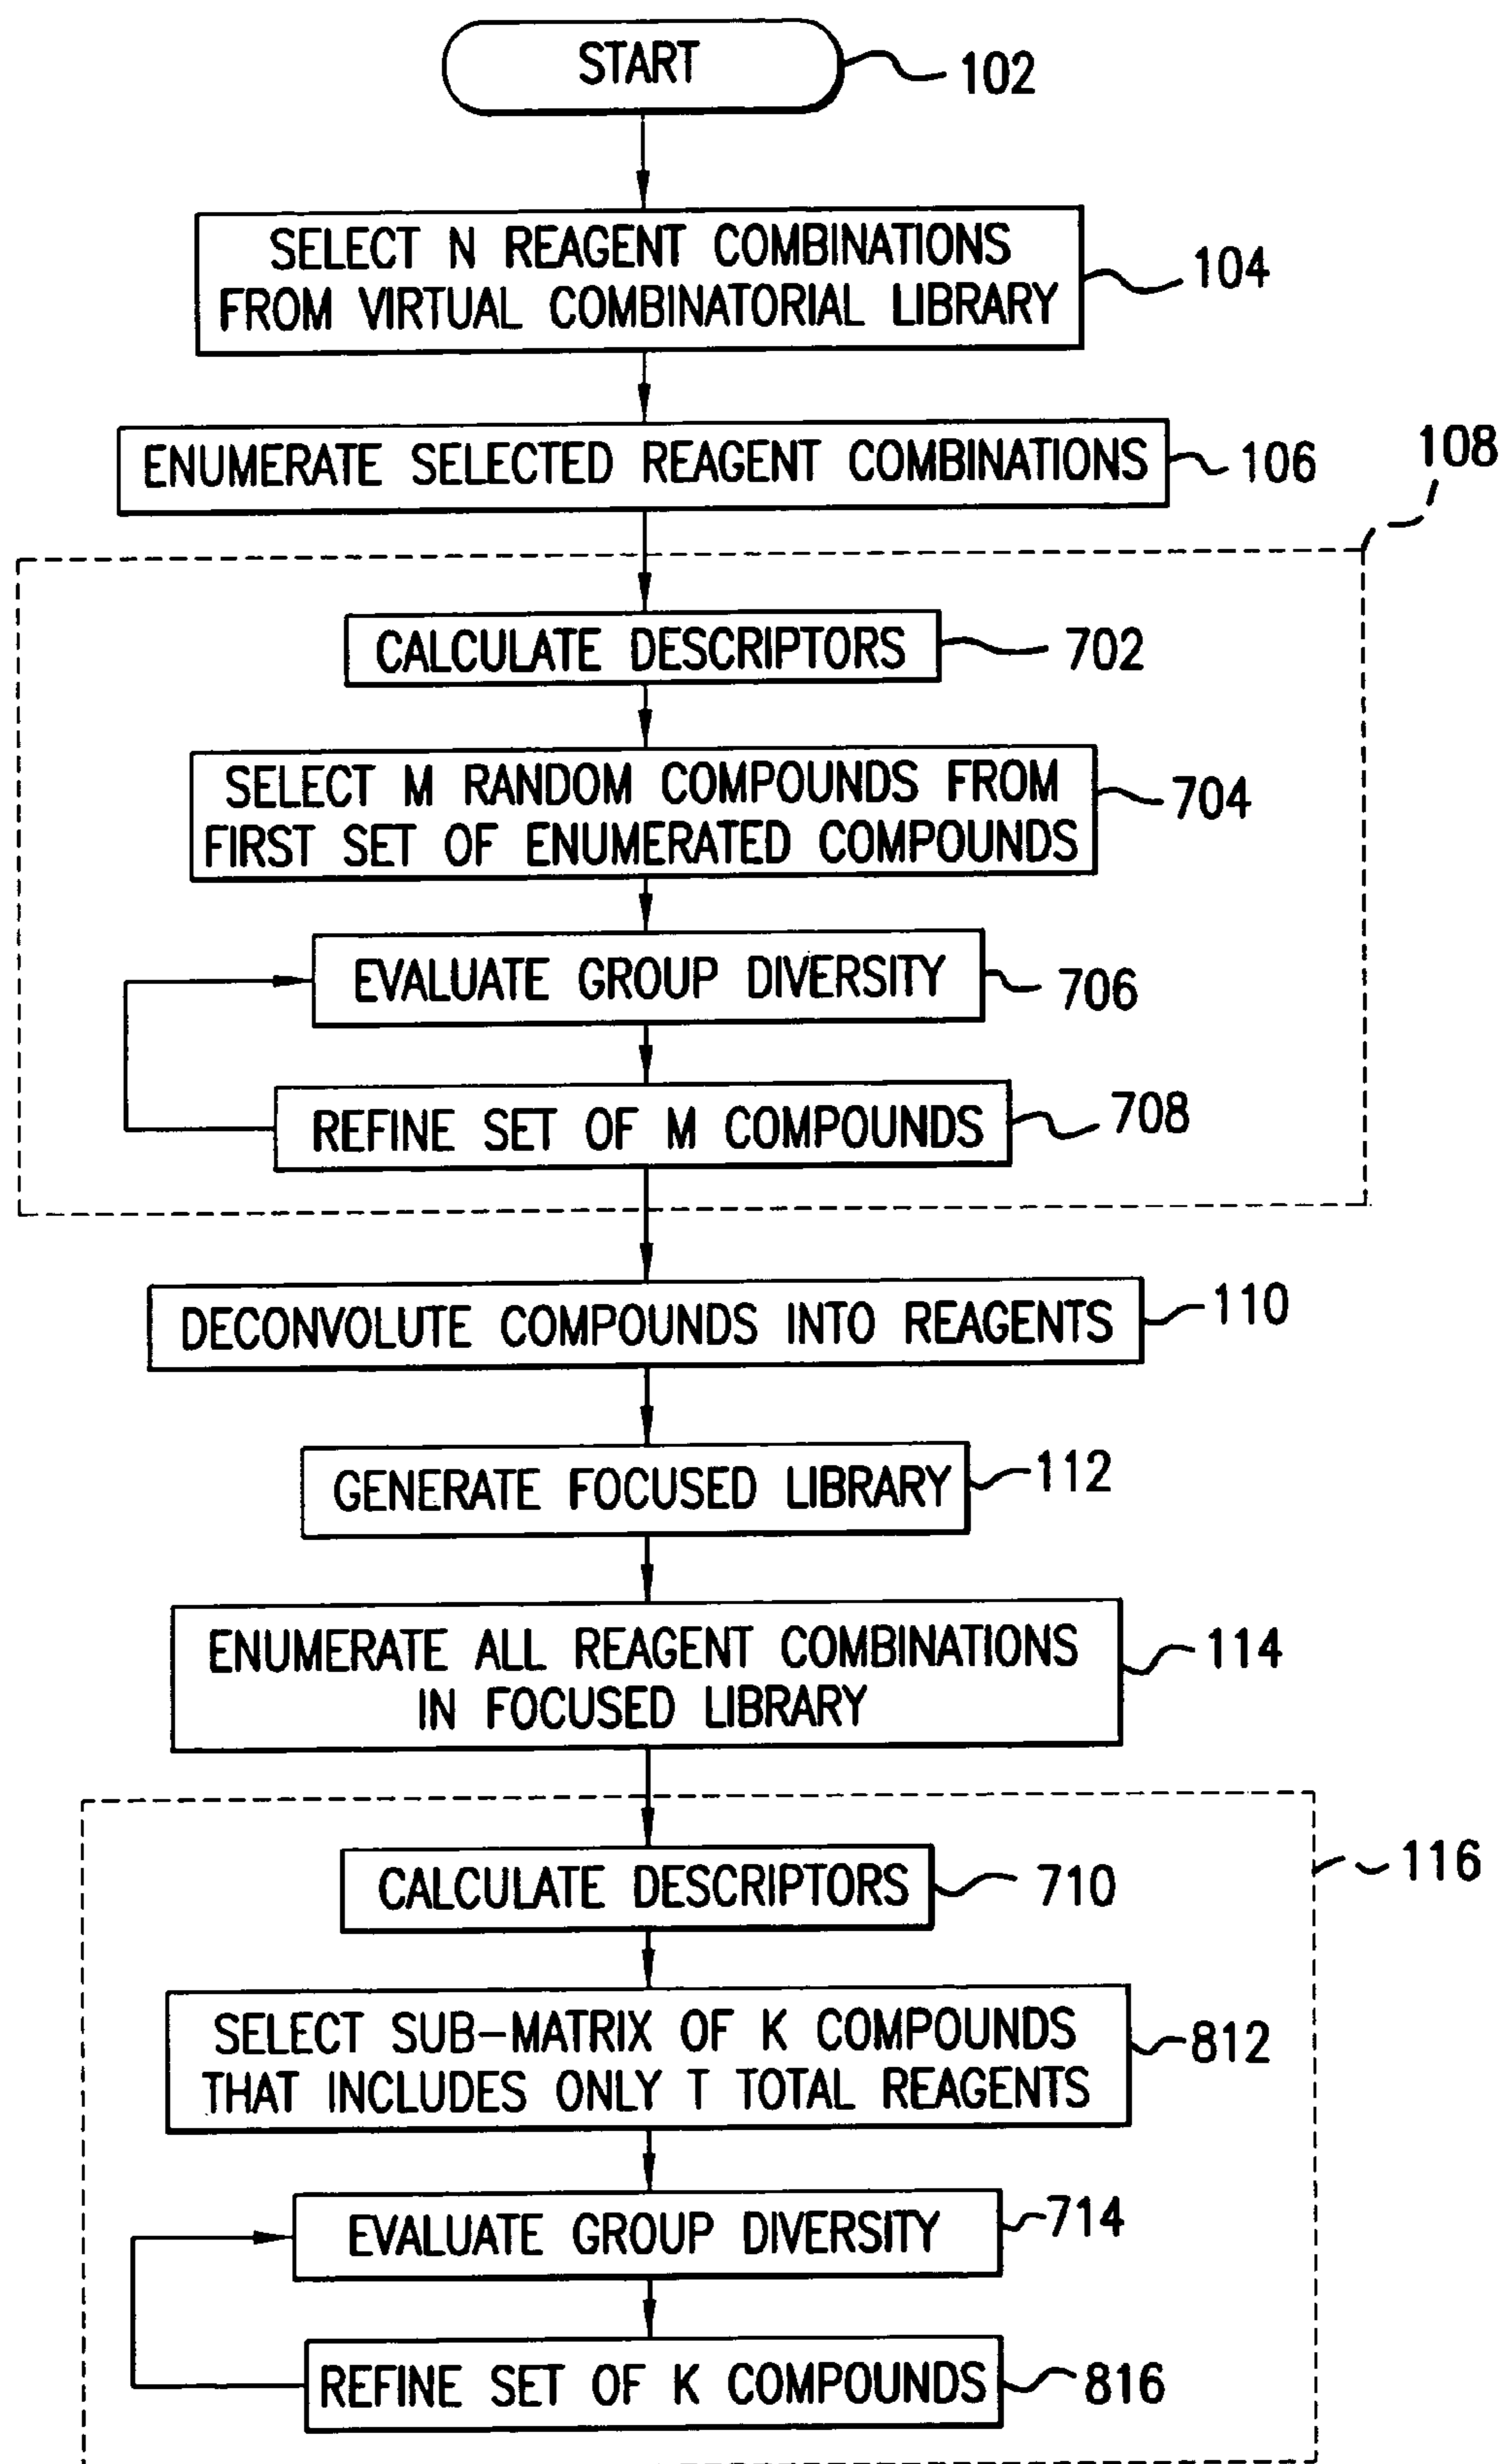 START
102
SELECT N REAGENT COMBINATIONS
FROM VIRTUAL COMBINATORIAL LIBRARY
104
ENUMERATE SELECTED REAGENT COMBINATIONS
106
108
CALCULATE DESCRIPTORS
702
SELECT M RANDOM COMPOUNDS FROM
FIRST SET OF ENUMERATED COMPOUNDS
704
EVALUATE GROUP DIVERSITY
706
REFINE SET OF M COMPOUNDS
708
DECONVOLUTE COMPOUNDS INTO REAGENTS
110
GENERATE FOCUSED LIBRARY
112
ENUMERATE ALL REAGENT COMBINATIONS
IN FOCUSED LIBRARY
114
CALCULATE DESCRIPTORS
710
116
SELECT SUB-MATRIX OF K COMPOUNDS
THAT INCLUDES ONLY T TOTAL REAGENTS
812
EVALUATE GROUP DIVERSITY
714
REFINE SET OF K COMPOUNDS
816